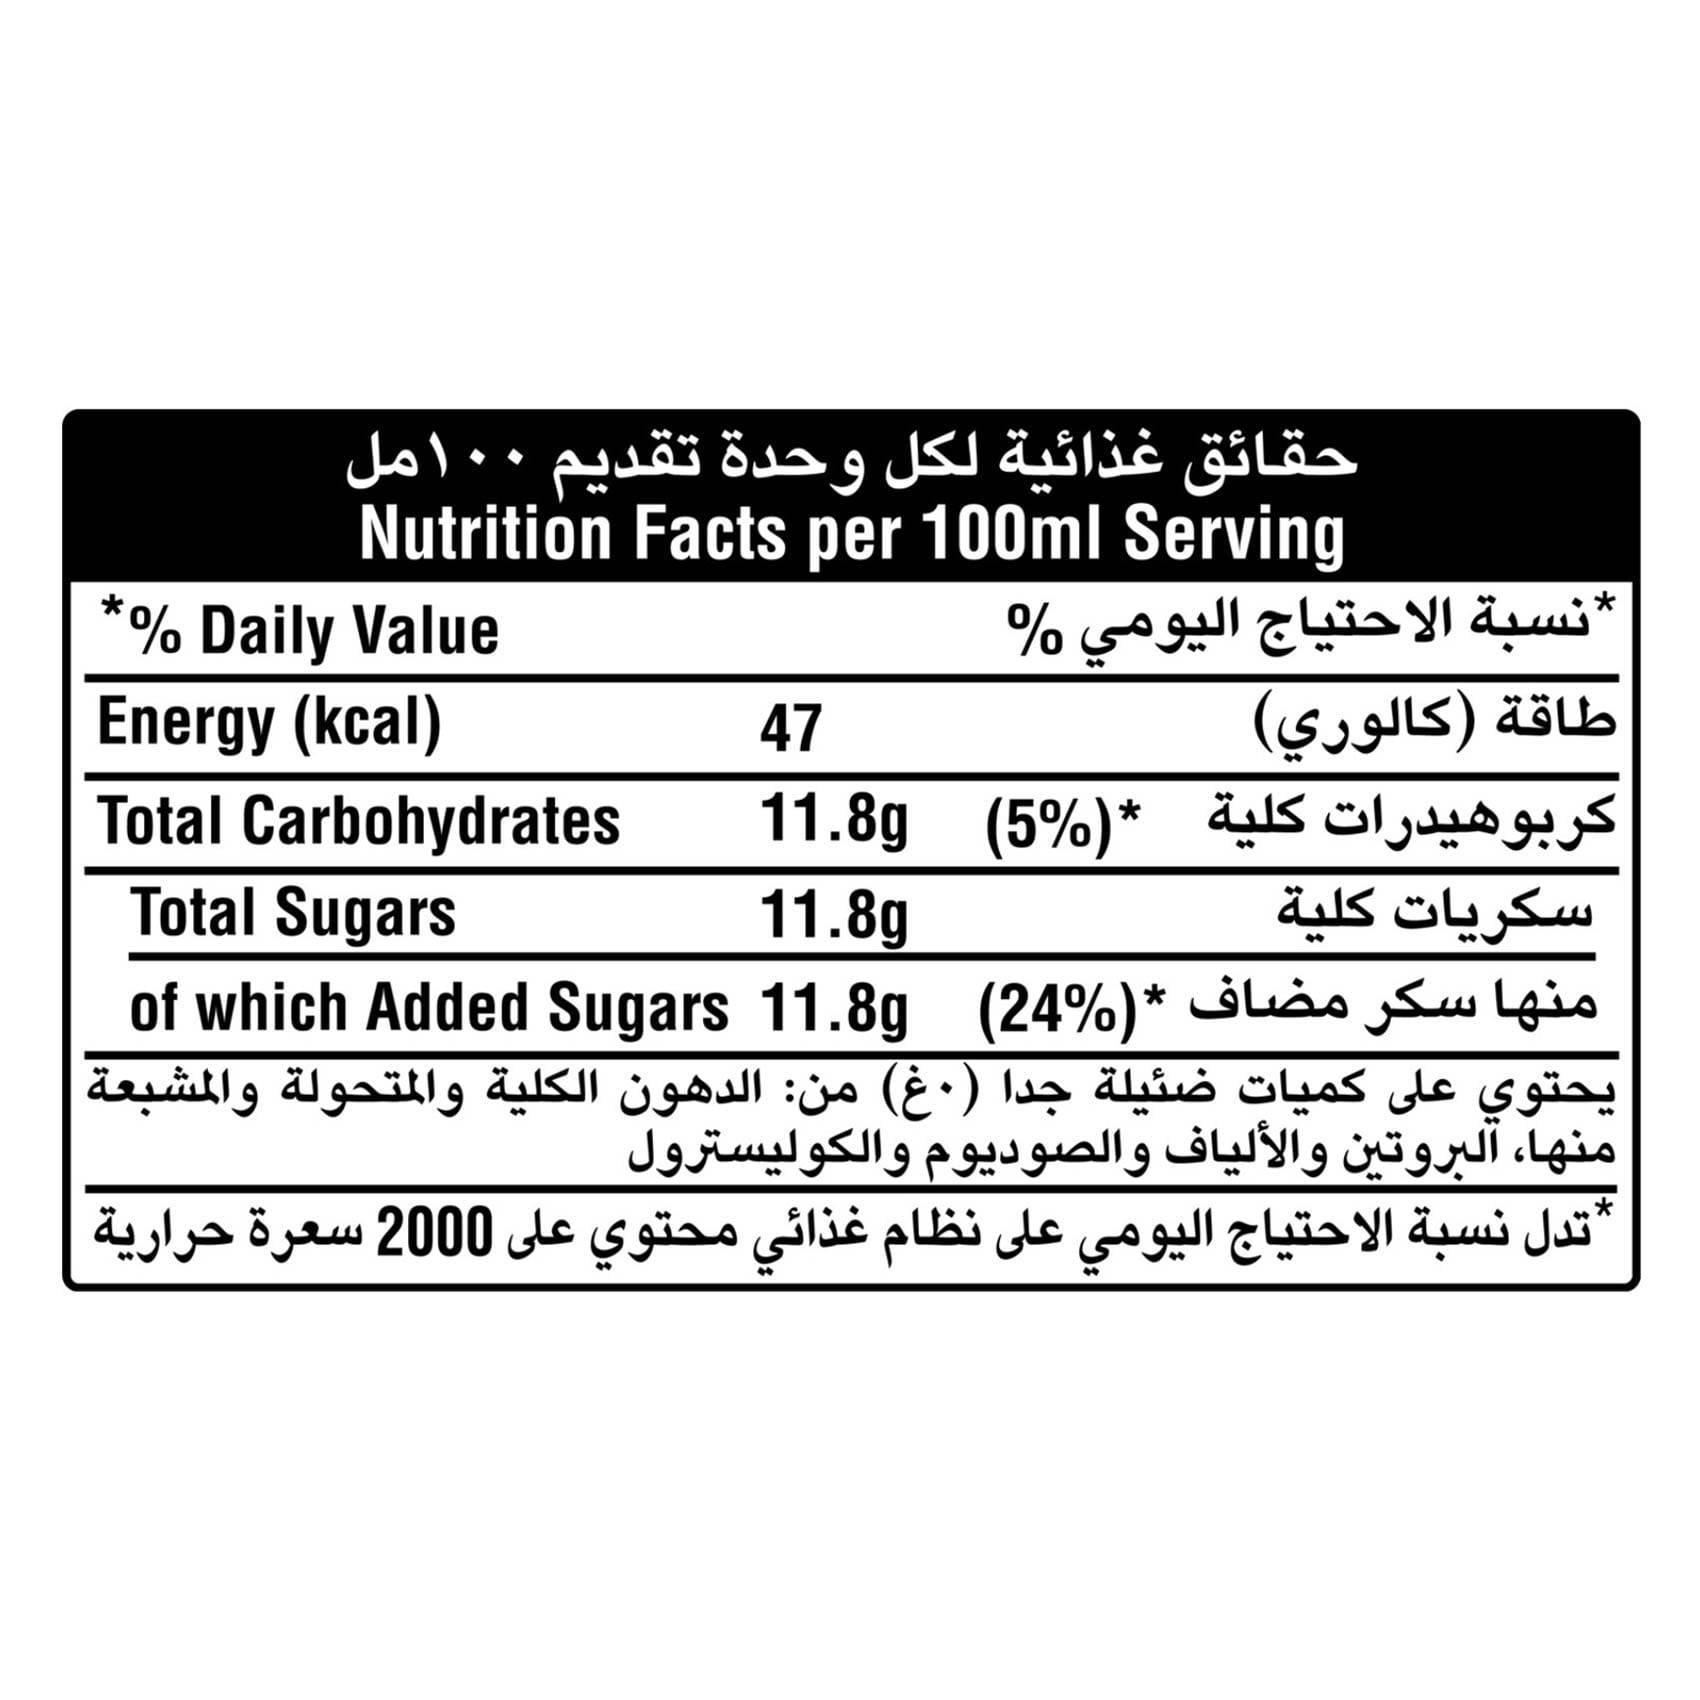 حقائق غذائية لكل وحدة تقديم ١٠٠مل
Nutrition Facts per 100ml Serving
*% Daily Value *نسبة الاحتياج اليومي %
Energy (kcal) 47 طاقة (كالوري)
Total Carbohydrates 11.8g (5%)* كربوهيدرات كلية
Total Sugars 11.8g سكريات كلية
of which Added Sugars 11.8g (24%)* منها سكر مضاف
يحتوي على كميات ضئيلة جدا (٠غ) من: الدهون الكلية والمتحولة والمشبعة
منها، البروتين والألياف والصوديوم والكوليسترول
*تدل نسبة الاحتياج اليومي على نظام غذائي محتوي على 2000 سعرة حرارية